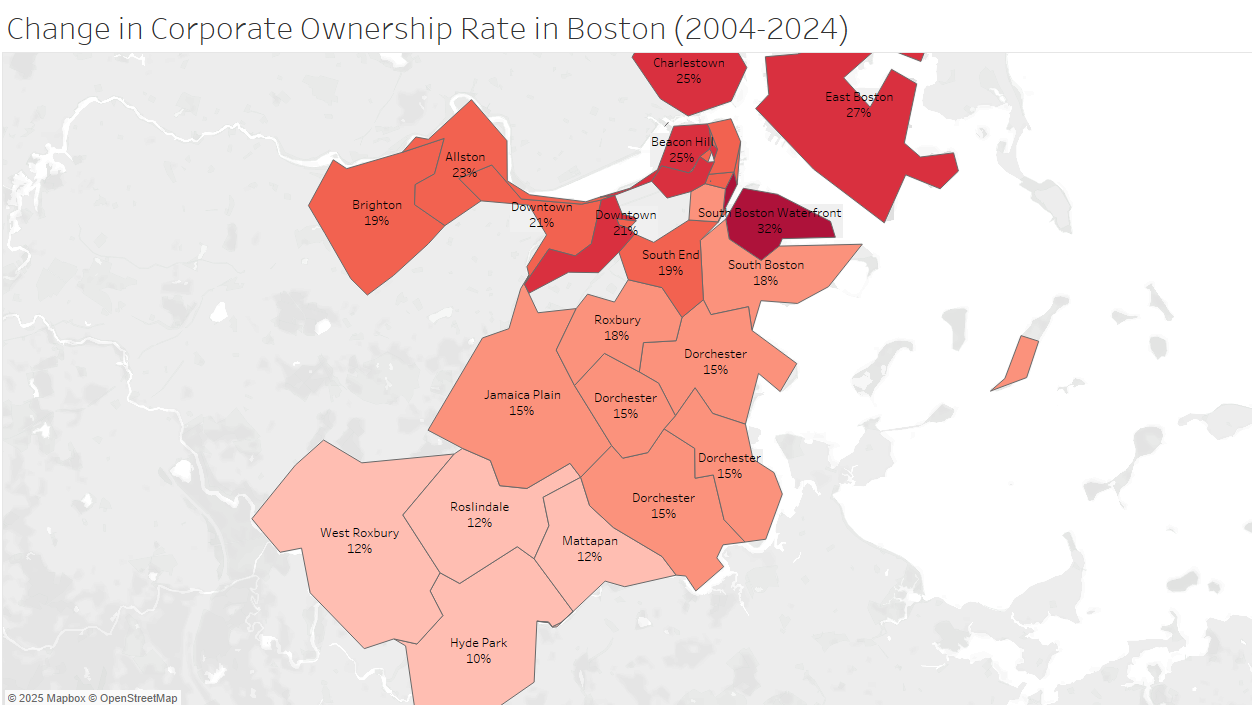 Change in Corporate Ownership Rate in Boston (2004-2024)
Charlestown
25%
East Boston
27%
Beacon Hill
25%
Allston
23%
Brighton
19%
Downtown
21%
Downtown
21%
South Boston Waterfront
32%
South End
19%
South Boston
18%
Roxbury
18%
Dorchester
15%
Jamaica Plain
15%
Dorchester
15%
Dorchester
15%
Dorchester
15%
Roslindale
12%
West Roxbury
12%
Mattapan
12%
Hyde Park
10%
© 2025 Mapbox © OpenStreetMap